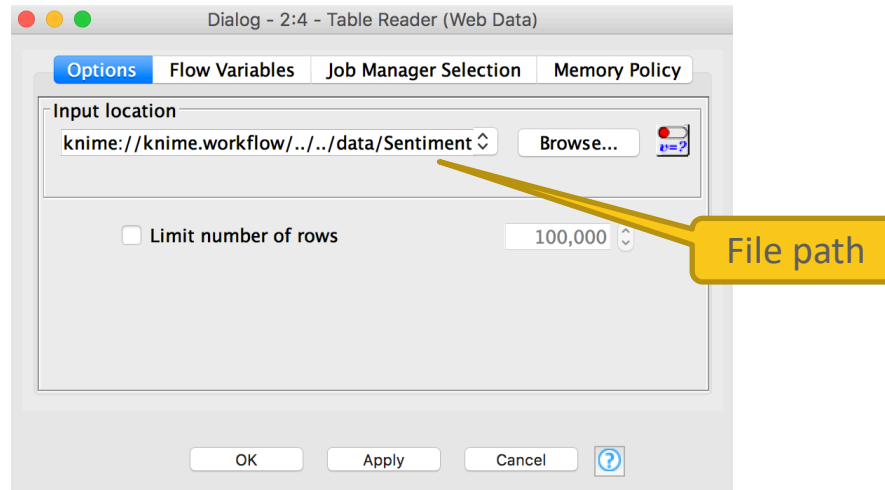 Dialog - 2:4 - Table Reader (Web Data)
Options Flow Variables Job Manager Selection Memory Policy
Input location
knime://knime.workflow/../../data/Sentiment Browse... v=?
Limit number of rows 100,000
File path
OK Apply Cancel ?